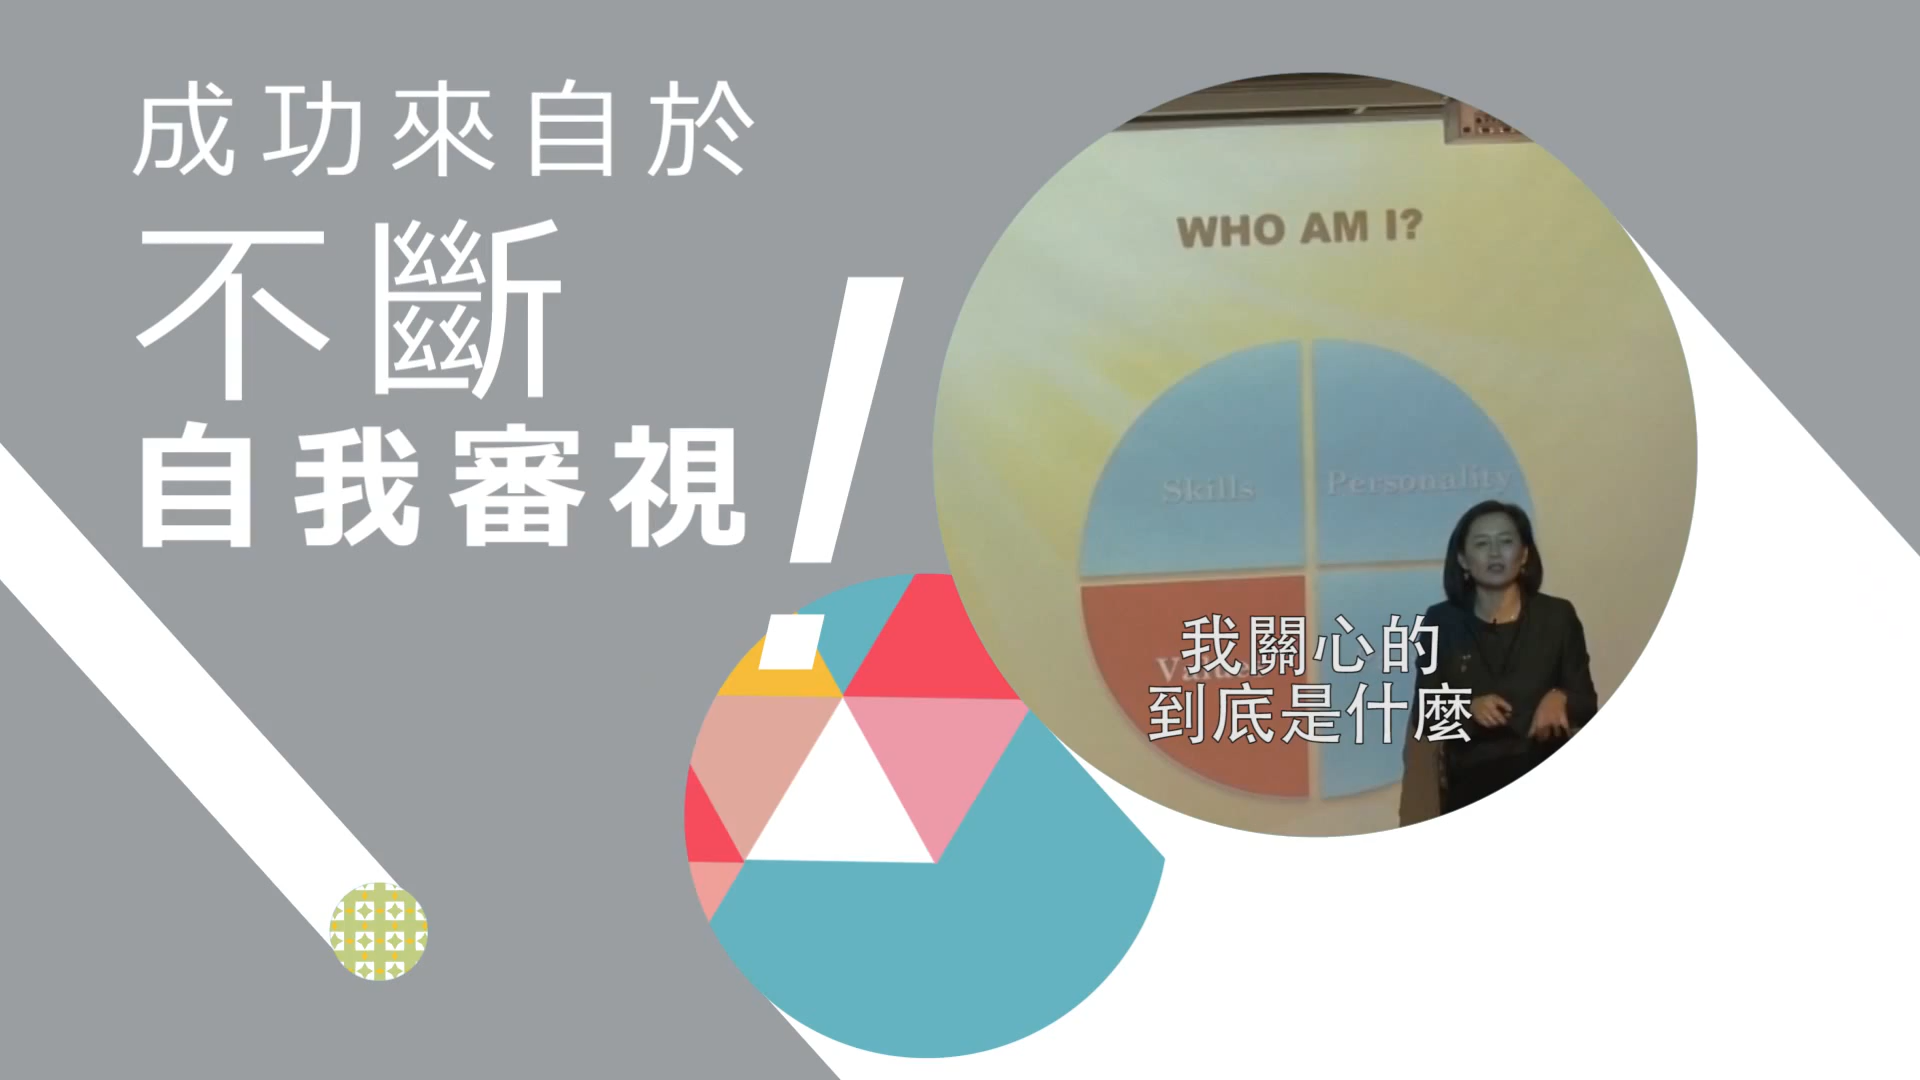 成功來自於
不斷
自我審視!
WHO AM I?
Skills
Personality
我關心的
到底是什麼